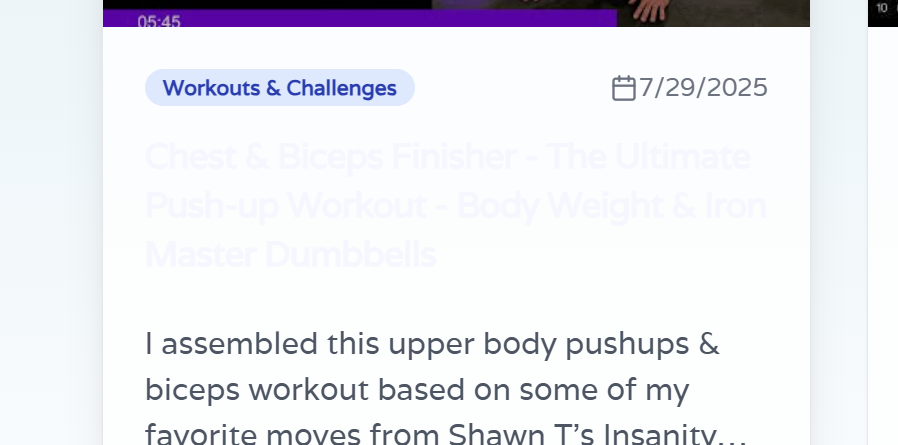 05:45
10
Workouts & Challenges
7/29/2025
Chest & Biceps Finisher - The Ultimate
Push-up Workout - Body Weight & Iron
Master Dumbbells
I assembled this upper body pushups &
biceps workout based on some of my
favorite moves from Shawn T's Insanity...